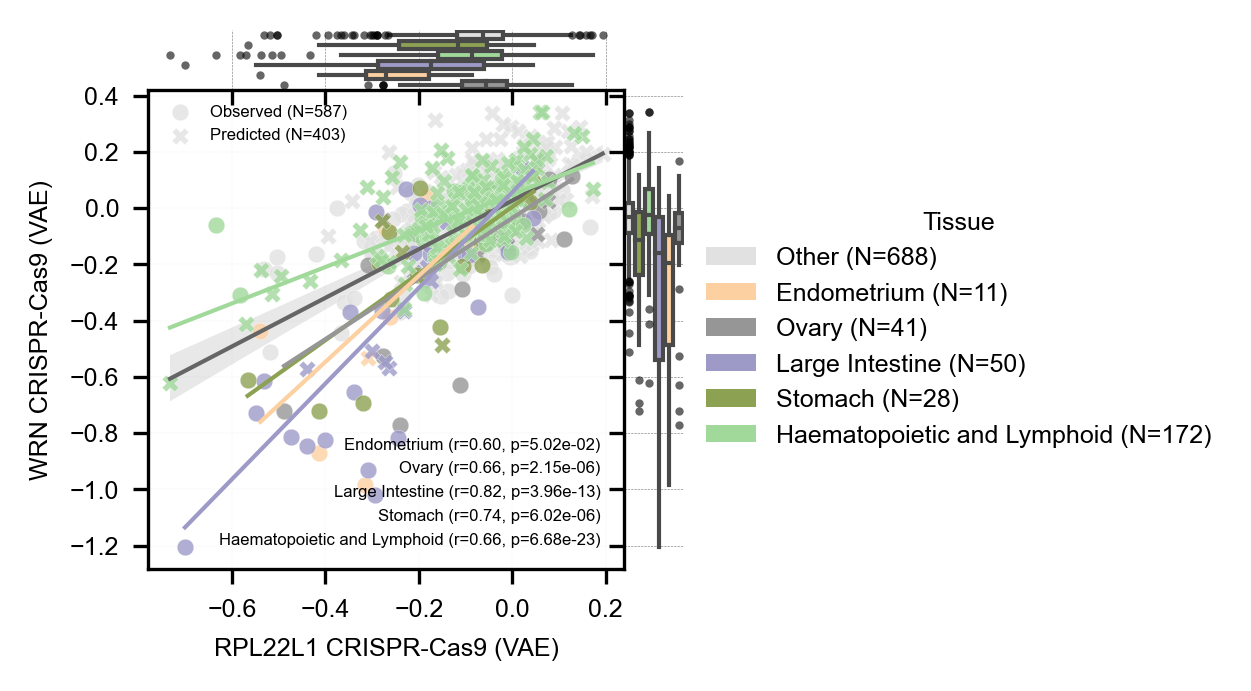 0.4
0.2
0.0
−0.2
−0.4
−0.6
−0.8
−1.0
−1.2
WRN CRISPR-Cas9 (VAE)
Observed (N=587)
Predicted (N=403)
Endometrium (r=0.60, p=5.02e-02)
Ovary (r=0.66, p=2.15e-06)
Large Intestine (r=0.82, p=3.96e-13)
Stomach (r=0.74, p=6.02e-06)
Haematopoietic and Lymphoid (r=0.66, p=6.68e-23)
−0.6 −0.4 −0.2 0.0 0.2
RPL22L1 CRISPR-Cas9 (VAE)
Tissue
Other (N=688)
Endometrium (N=11)
Ovary (N=41)
Large Intestine (N=50)
Stomach (N=28)
Haematopoietic and Lymphoid (N=172)